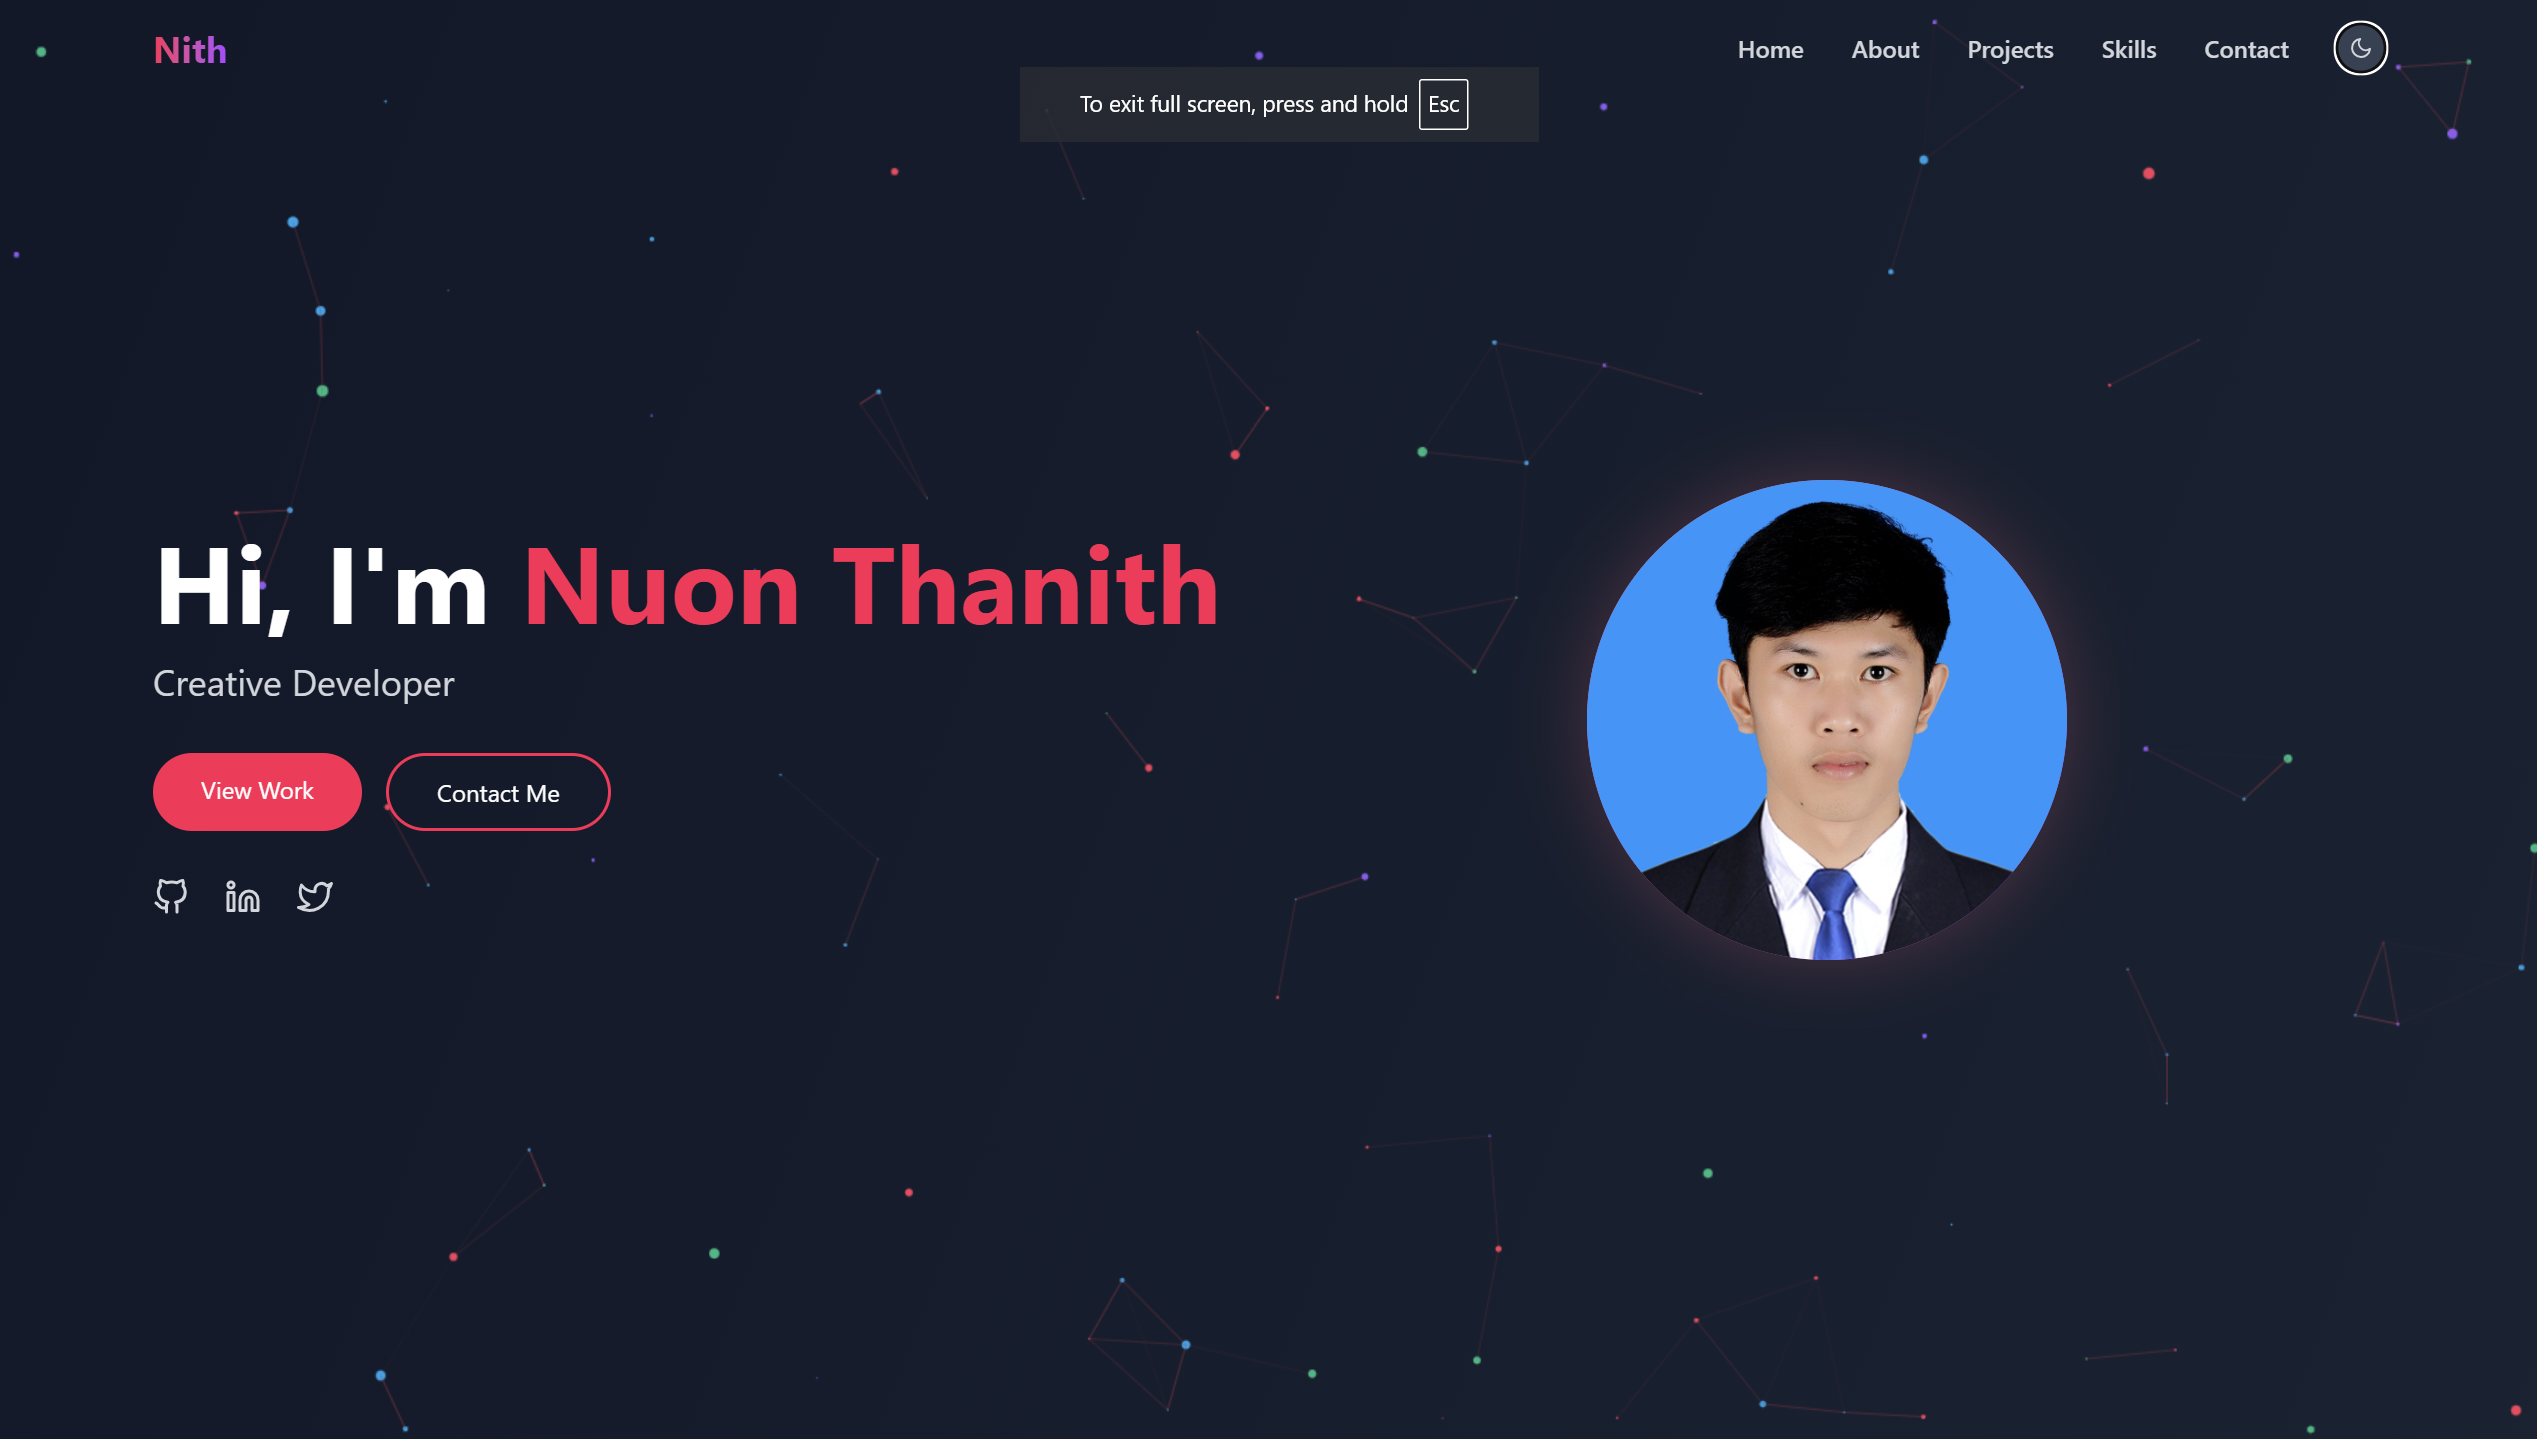 Nith
Home About Projects Skills Contact
To exit full screen, press and hold Esc
Hi, I'm Nuon Thanith
Creative Developer
View Work Contact Me